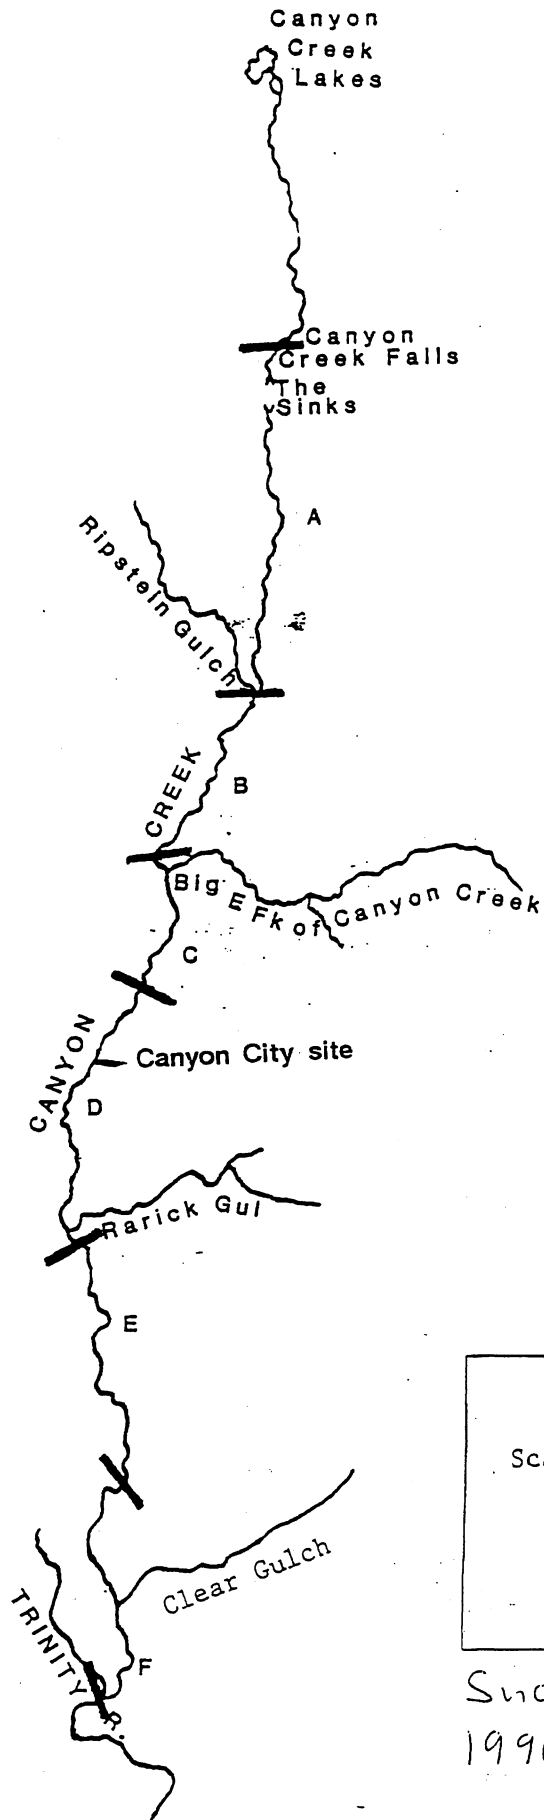 Canyon
Creek
Lakes
Canyon
Creek Falls
The
Sinks
A
Ripstein Gulch
CREEK
B
Big E Fk of Canyon Creek
C
CANYON
Canyon City site
D
Rarick Gul
E
Clear Gulch
TRINITY R.
F